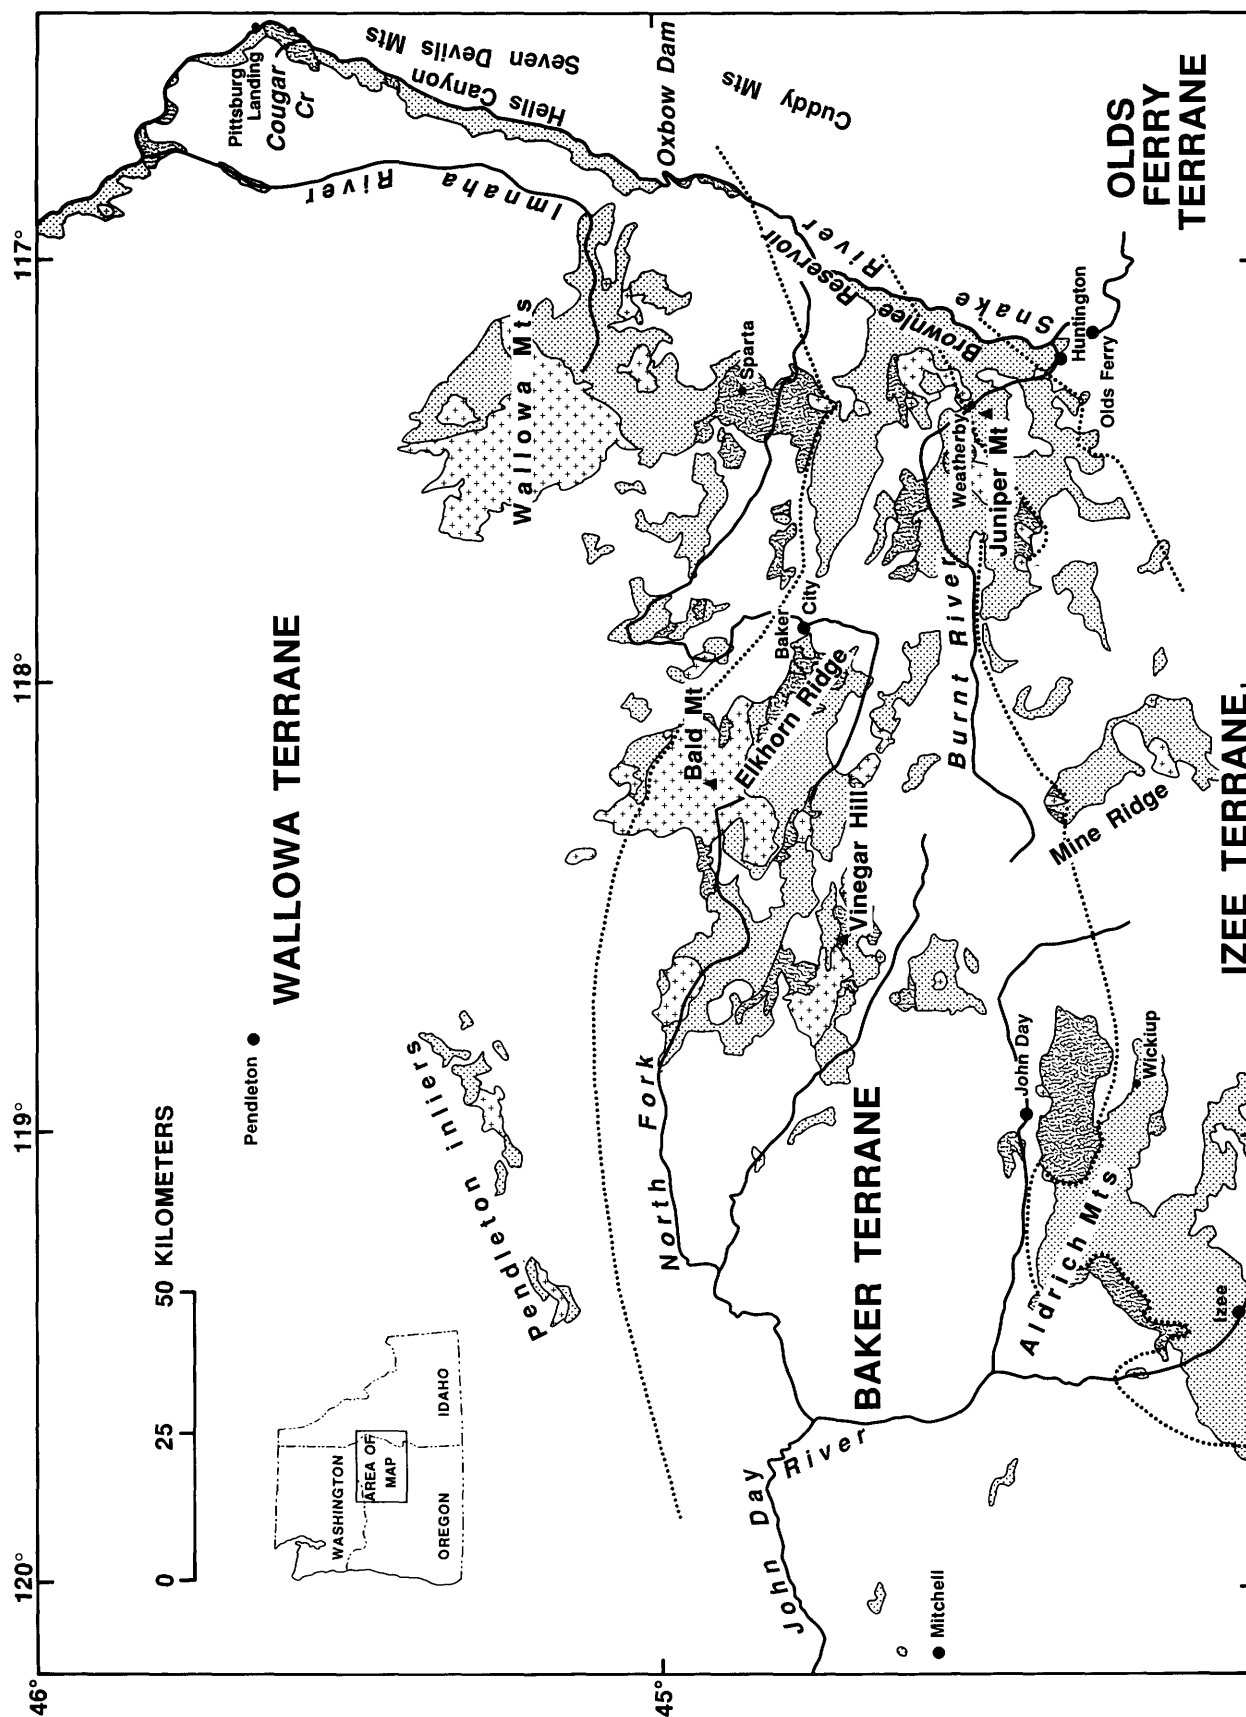 46°
45°
120°
119°
118°
117°
0
25
50 KILOMETERS
WASHINGTON
AREA OF
MAP
OREGON
IDAHO
Pendleton
WALLOWA TERRANE
Pendleton inliers
Wallowa Mts
Pittsburg
Landing
Cougar
Cr
Imnaha River
Hells Canyon
Seven Devils Mts
Oxbow Dam
Cuddy Mts
Sparta
North Fork
Bald Mt
Elkhorn Ridge
Baker
City
Vinegar Hill
Brownlee Reservoir
Snake River
John Day River
BAKER TERRANE
Burnt River
Weatherby
Juniper Mt
Huntington
Olds Ferry
OLDS
FERRY
TERRANE
Mitchell
John Day
Aldrich Mts
Wickiup
Mine Ridge
Izee
IZEE TERRANE